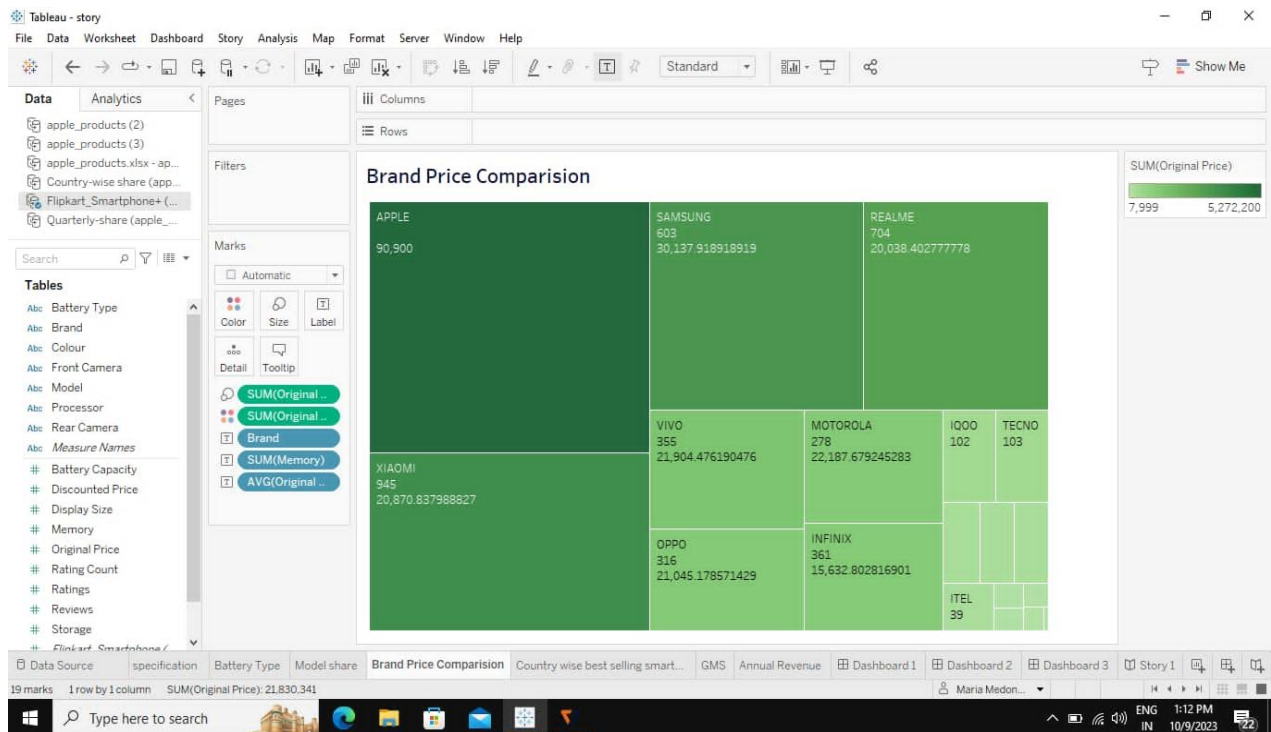 Tableau - story
File Data Worksheet Dashboard Story Analysis Map Format Server Window Help
Standard
Show Me
Data Analytics
apple_products (2)
apple_products (3)
apple_products.xlsx - ap...
Country-wise share (app...
Flipkart_Smartphone+ (...
Quarterly-share (apple_...
Search
Tables
Abc Battery Type
Abc Brand
Abc Colour
Abc Front Camera
Abc Model
Abc Processor
Abc Rear Camera
Abc Measure Names
# Battery Capacity
# Discounted Price
# Display Size
# Memory
# Original Price
# Rating Count
# Ratings
# Reviews
# Storage
# Flipkart_Smartphone (
Pages
Filters
Marks
Automatic
Color Size Label
Detail Tooltip
SUM(Original ..
SUM(Original ..
Brand
SUM(Memory)
AVG(Original ..
Columns
Rows
Brand Price Comparision
APPLE
90,900
XIAOMI
945
20,870.837988827
SAMSUNG
603
30,137.918918919
REALME
704
20,038.402777778
VIVO
355
21,904.476190476
MOTOROLA
278
22,187.679245283
IQOO
102
TECNO
103
OPPO
316
21,045.178571429
INFINIX
361
15,632.802816901
ITEL
39
SUM(Original Price)
7,999 5,272,200
Data Source specification Battery Type Model share Brand Price Comparision Country wise best selling smart... GMS Annual Revenue Dashboard 1 Dashboard 2 Dashboard 3 Story 1
19 marks 1 row by 1 column SUM(Original Price): 21,830,341 Maria Medon...
Type here to search
ENG
IN
1:12 PM
10/9/2023
22